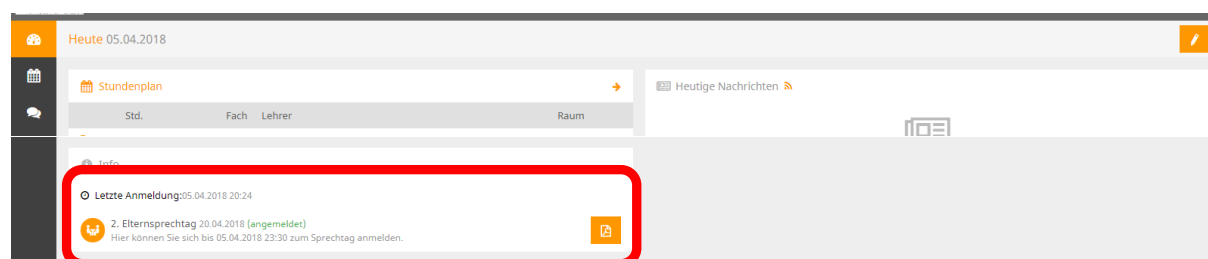 Heute 05.04.2018
Stundenplan
Heutige Nachrichten
Std. Fach Lehrer Raum
Info
Letzte Anmeldung:05.04.2018 20:24
2. Elternsprechtag 20.04.2018 (angemeldet)
Hier können Sie sich bis 05.04.2018 23:30 zum Sprechtag anmelden.